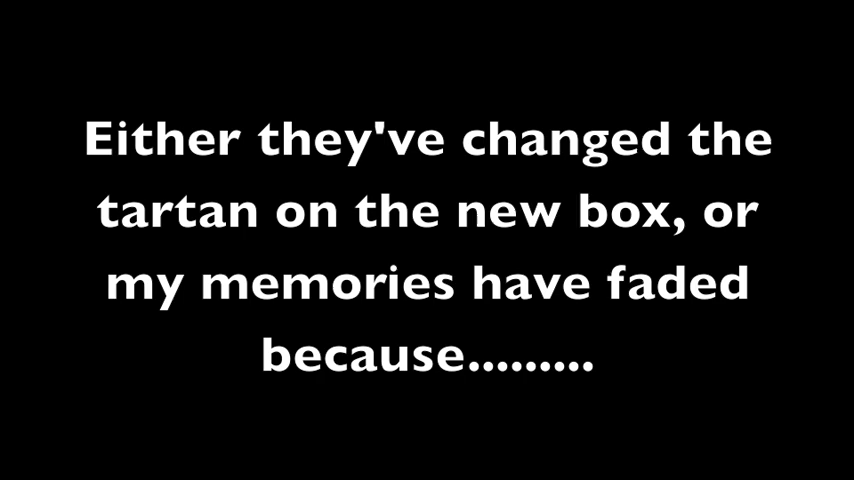 Either they've changed the
tartan on the new box, or
my memories have faded
because.........